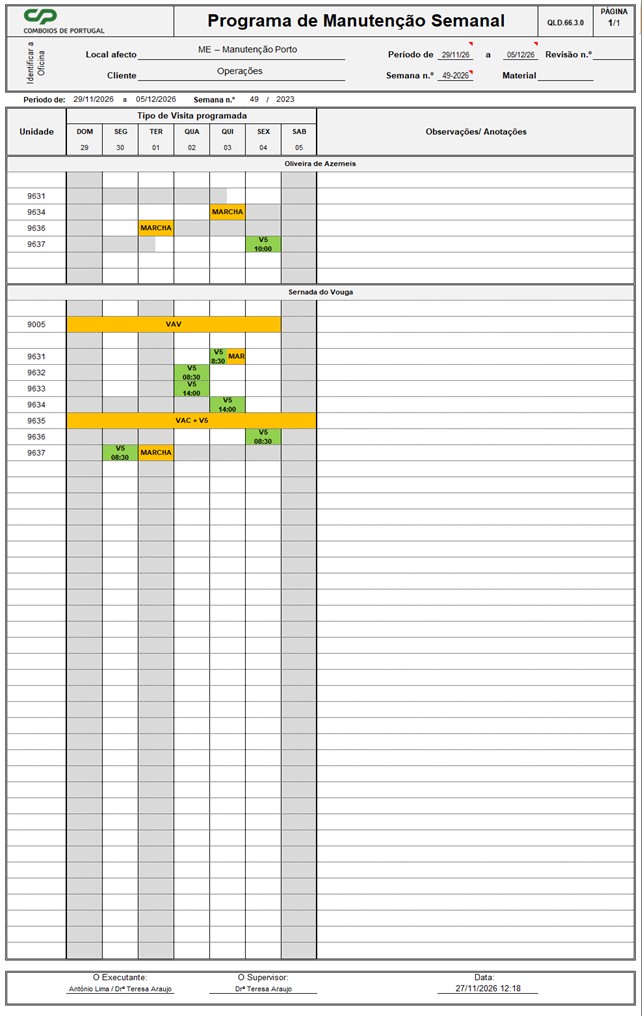 CP COMBOIOS DE PORTUGAL
Programa de Manutenção Semanal
QLD.66.3.0
PÁGINA
1/1
Identificar a Oficina
Local afecto ME – Manutenção Porto
Período de 29/11/26 a 05/12/26 Revisão n.º
Cliente Operações
Semana n.º 49-2026 Material
Período de: 29/11/2026 a 05/12/2026 Semana n.º 49 / 2023
Unidade
Tipo de Visita programada
Observações/ Anotações
DOM SEG TER QUA QUI SEX SAB
29 30 01 02 03 04 05
Oliveira de Azemeis
9631
9634 MARCHA
9636 MARCHA
9637 V5 10:00
Sernada do Vouga
9005 VAV
9631 V5 8:30 MAR
9632 V5 08:30
9633 V5 14:00
9634 V5 14:00
9635 VAC + V5
9636 V5 08:30
9637 V5 08:30 MARCHA
O Executante: O Supervisor: Data:
António Lima / Drª Teresa Araujo Drª Teresa Araujo 27/11/2026 12:18